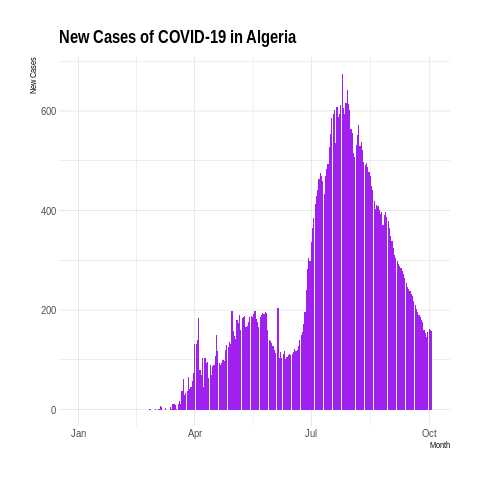 New Cases of COVID-19 in Algeria
New Cases
600
400
200
0
Jan Apr Jul Oct
Month